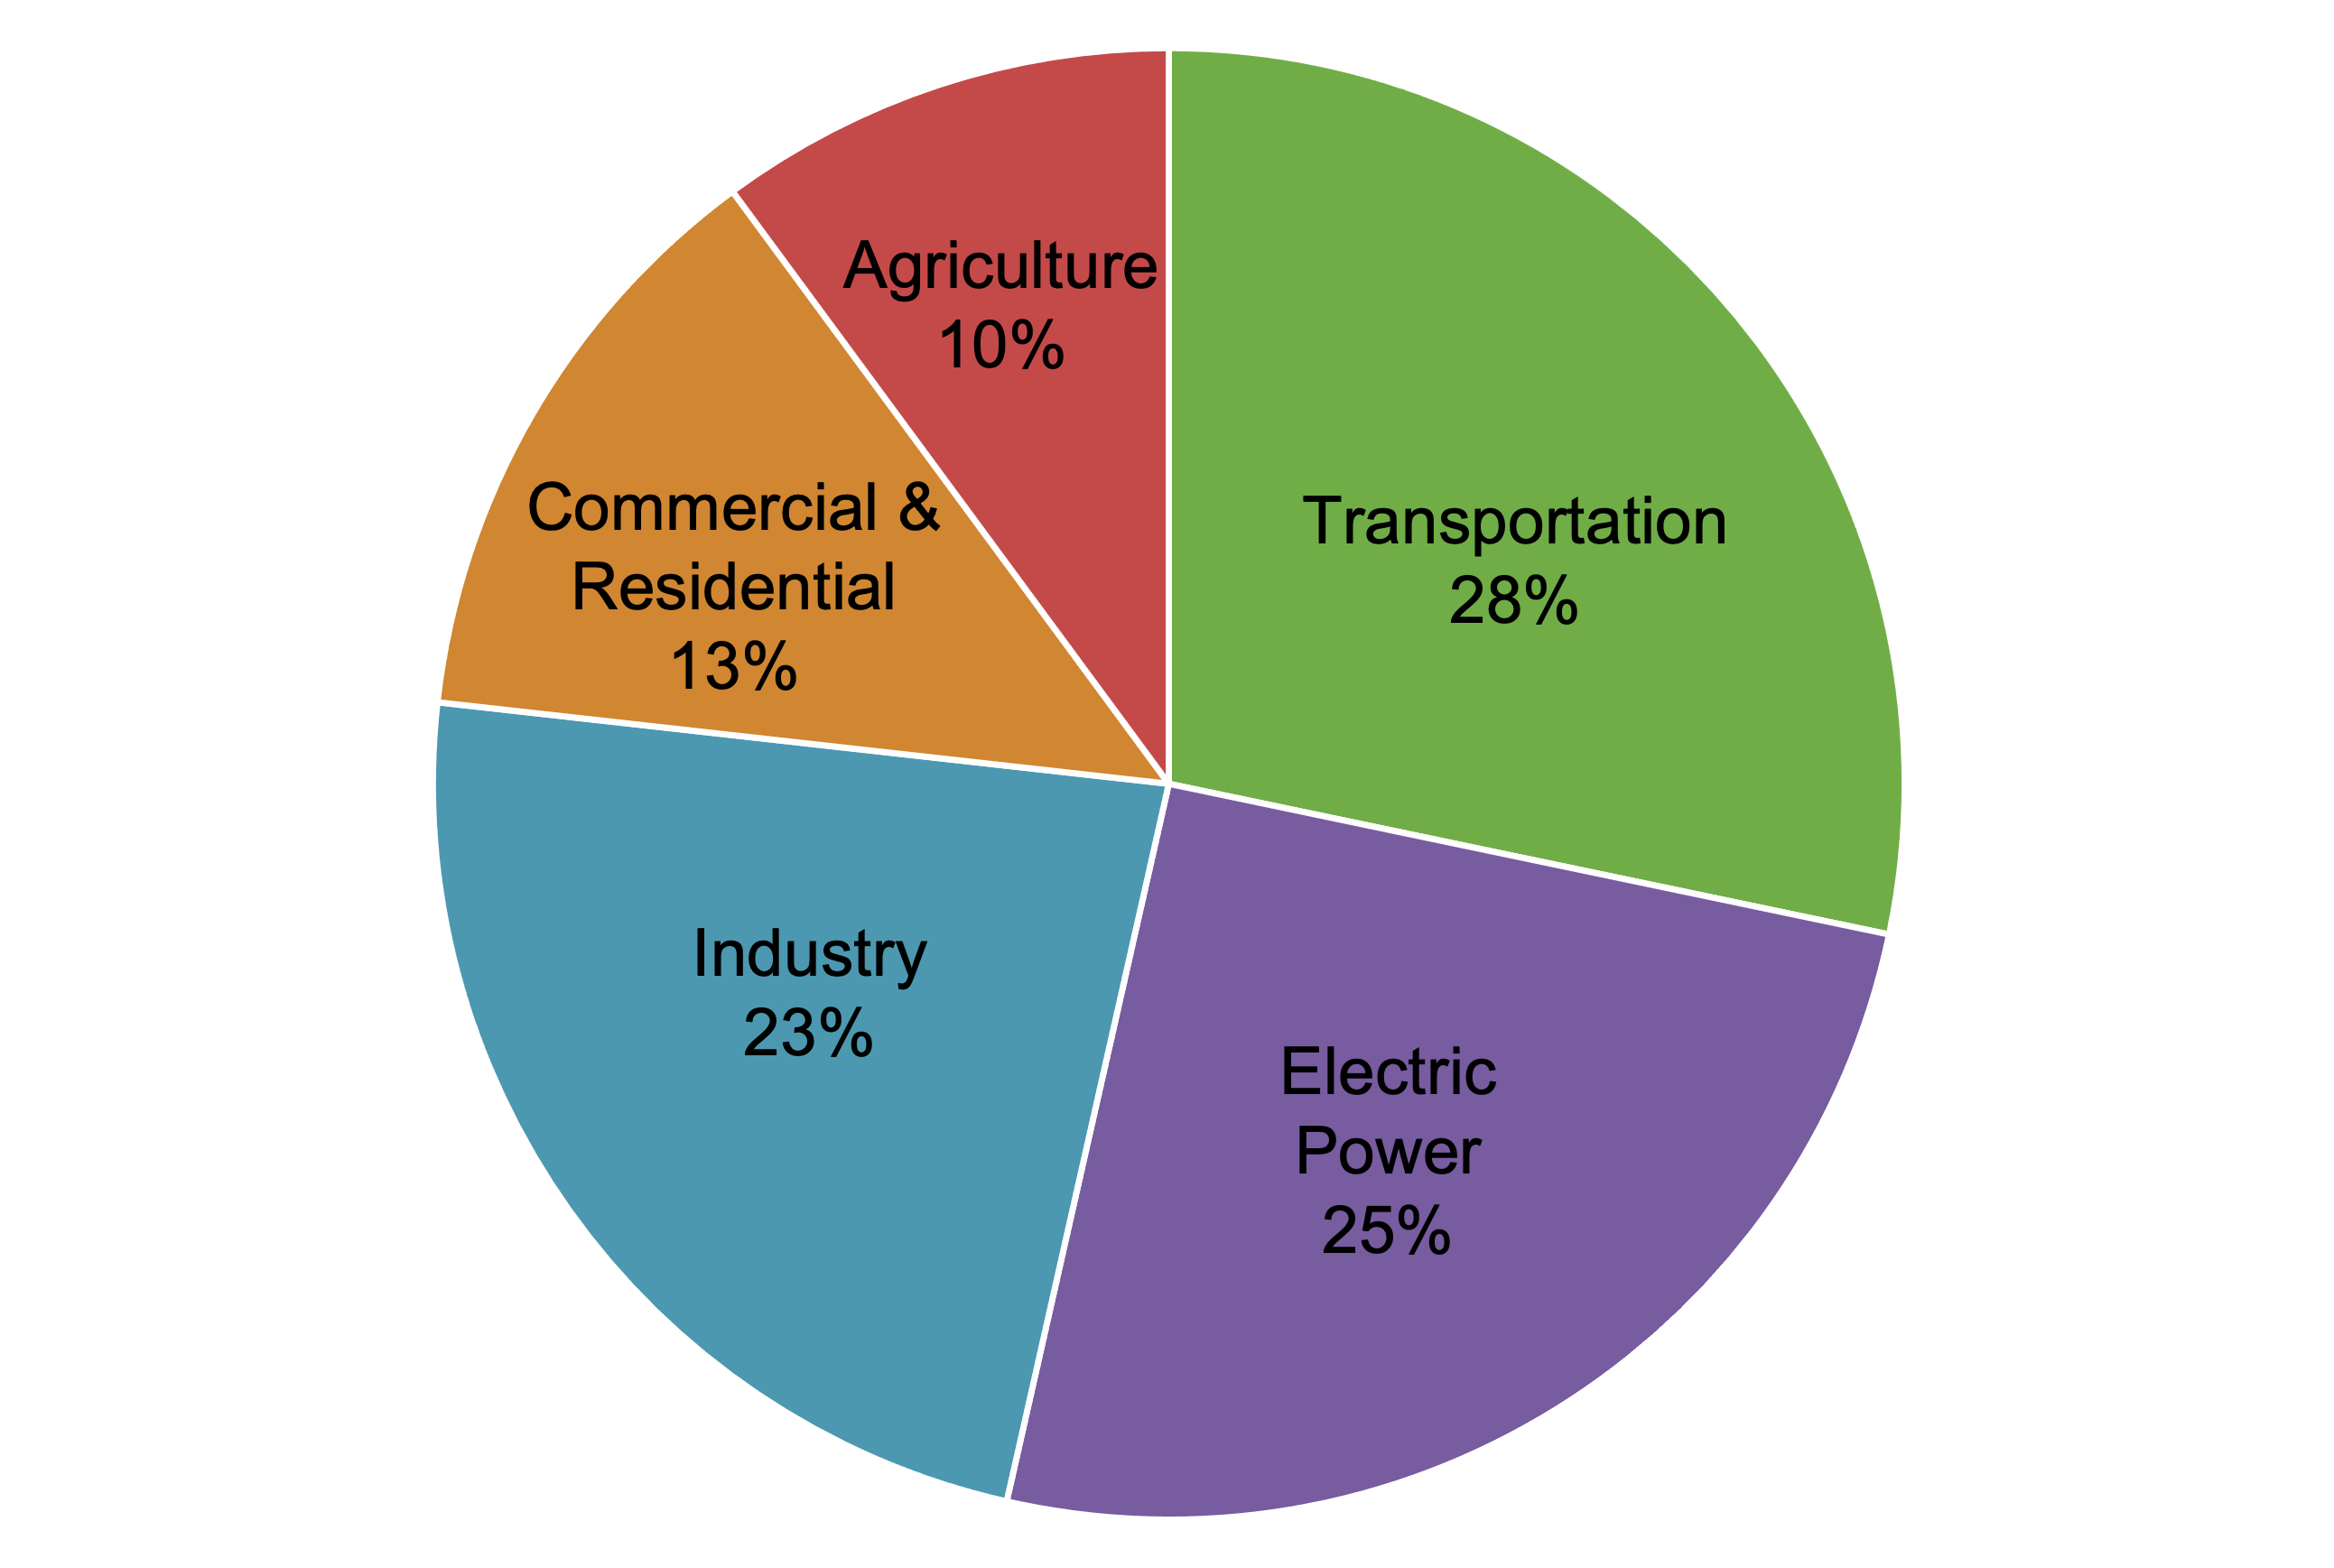 Agriculture
10%
Transportation
28%
Commercial &
Residential
13%
Industry
23%
Electric
Power
25%